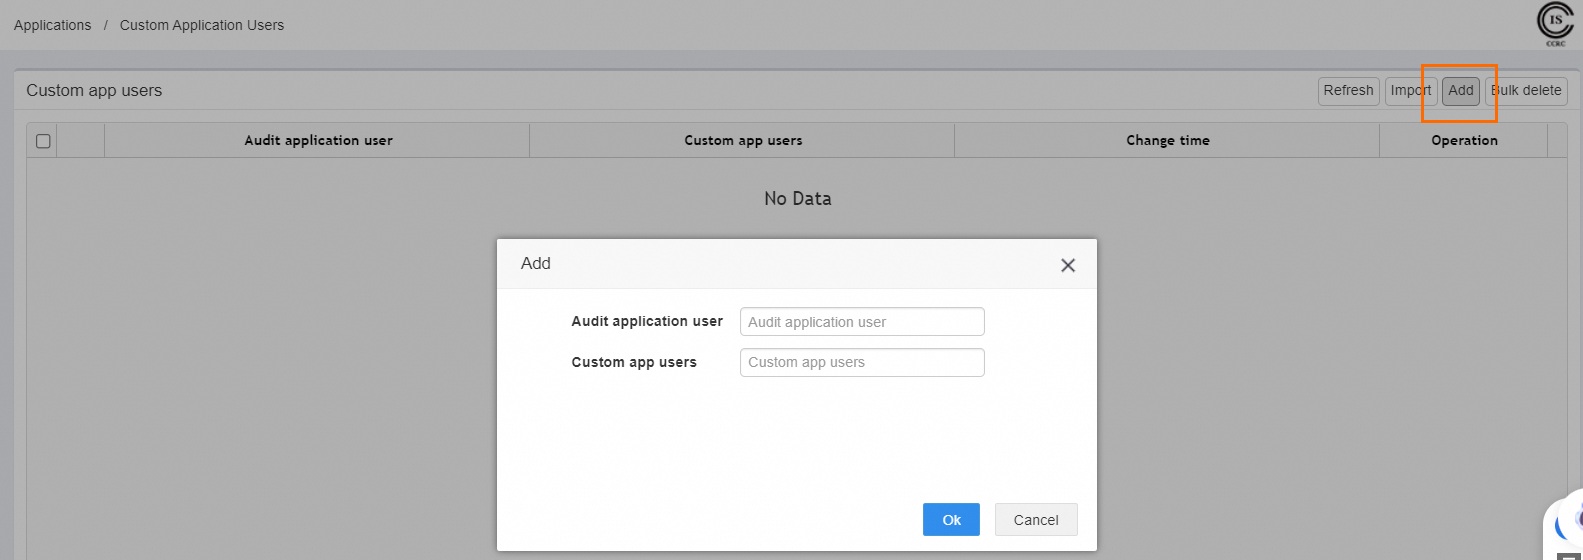 Applications / Custom Application Users
IS
CCRC
Custom app users
Refresh Import Add Bulk delete
Audit application user Custom app users Change time Operation
No Data
Add
Audit application user Audit application user
Custom app users Custom app users
Ok Cancel